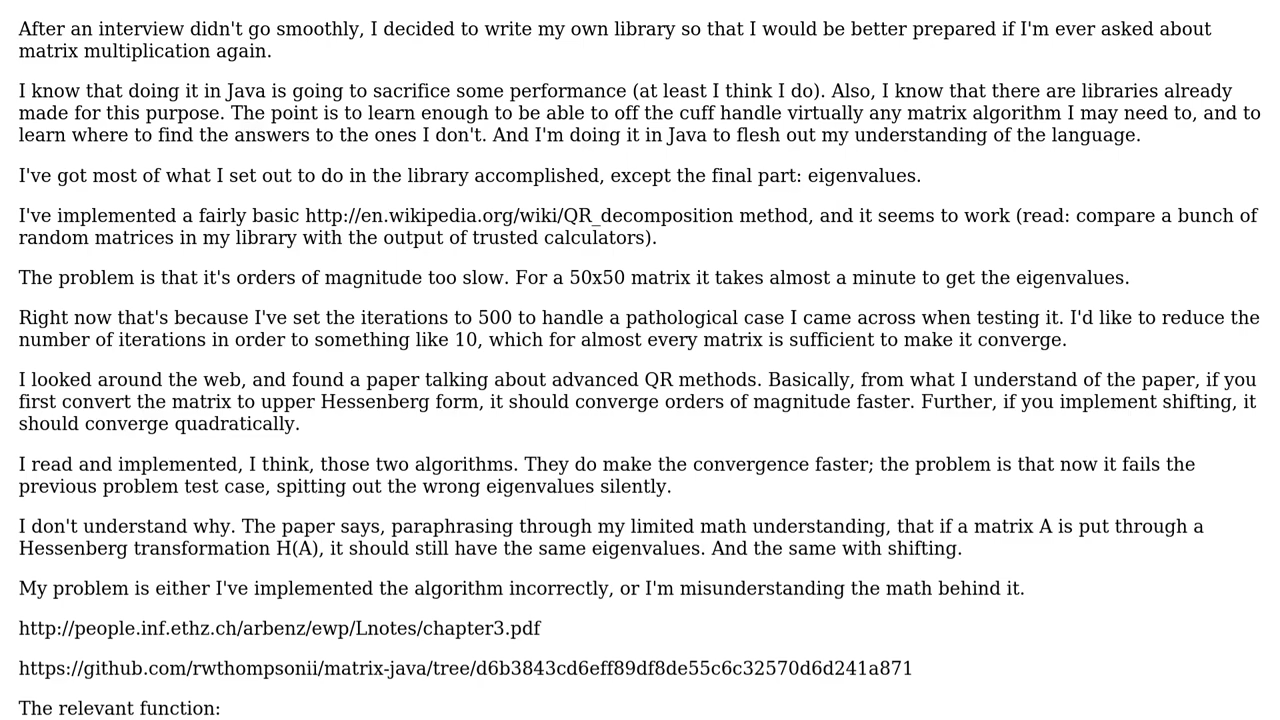 After an interview didn't go smoothly, I decided to write my own library so that I would be better prepared if I'm ever asked about
matrix multiplication again.
I know that doing it in Java is going to sacrifice some performance (at least I think I do). Also, I know that there are libraries already
made for this purpose. The point is to learn enough to be able to off the cuff handle virtually any matrix algorithm I may need to, and to
learn where to find the answers to the ones I don't. And I'm doing it in Java to flesh out my understanding of the language.
I've got most of what I set out to do in the library accomplished, except the final part: eigenvalues.
I've implemented a fairly basic http://en.wikipedia.org/wiki/QR_decomposition method, and it seems to work (read: compare a bunch of
random matrices in my library with the output of trusted calculators).
The problem is that it's orders of magnitude too slow. For a 50x50 matrix it takes almost a minute to get the eigenvalues.
Right now that's because I've set the iterations to 500 to handle a pathological case I came across when testing it. I'd like to reduce the
number of iterations in order to something like 10, which for almost every matrix is sufficient to make it converge.
I looked around the web, and found a paper talking about advanced QR methods. Basically, from what I understand of the paper, if you
first convert the matrix to upper Hessenberg form, it should converge orders of magnitude faster. Further, if you implement shifting, it
should converge quadratically.
I read and implemented, I think, those two algorithms. They do make the convergence faster; the problem is that now it fails the
previous problem test case, spitting out the wrong eigenvalues silently.
I don't understand why. The paper says, paraphrasing through my limited math understanding, that if a matrix A is put through a
Hessenberg transformation H(A), it should still have the same eigenvalues. And the same with shifting.
My problem is either I've implemented the algorithm incorrectly, or I'm misunderstanding the math behind it.
http://people.inf.ethz.ch/arbenz/ewp/Lnotes/chapter3.pdf
https://github.com/rwthompsonii/matrix-java/tree/d6b3843cd6eff89df8de55c6c32570d6d241a871
The relevant function: